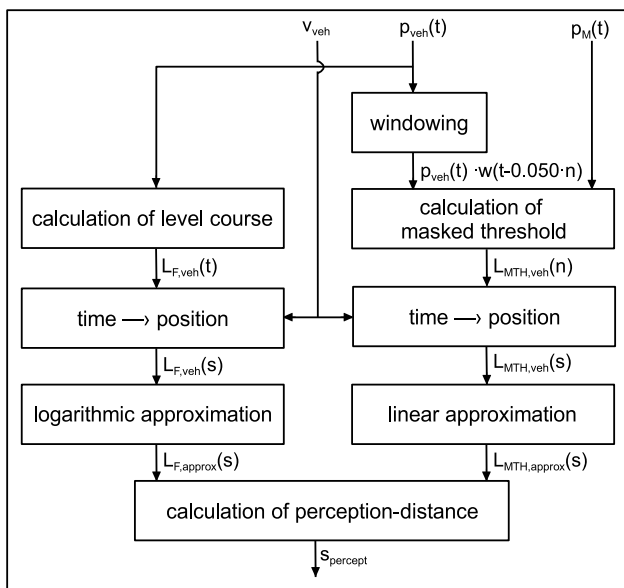 v_veh p_veh(t) p_M(t)
windowing
p_veh(t) ·w(t-0.050·n)
calculation of level course
calculation of
masked threshold
L_F,veh(t) L_MTH,veh(n)
time —> position time —> position
L_F,veh(s) L_MTH,veh(s)
logarithmic approximation linear approximation
L_F,approx(s) L_MTH,approx(s)
calculation of perception-distance
s_percept